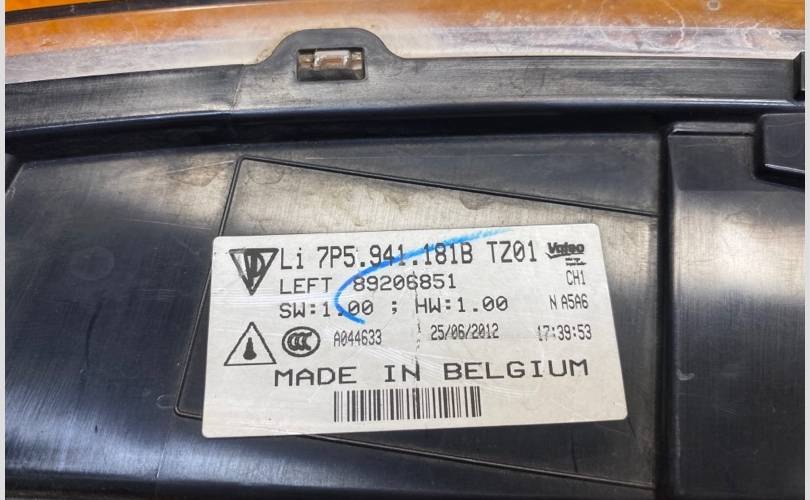 Li 7P5.941.181B TZ01 Valeo
LEFT 89206851 CH1
SW:1.00 ; HW:1.00 N A5A6
CCC A044633 25/06/2012 17:39:53
MADE IN BELGIUM